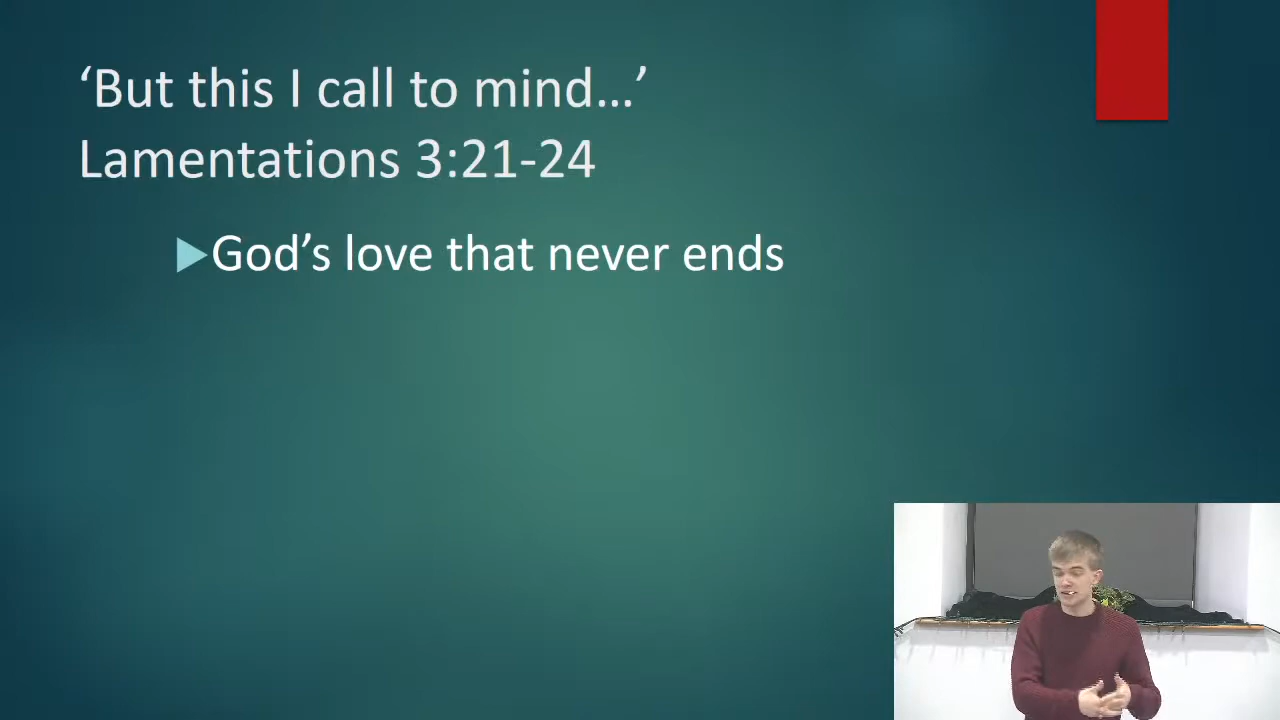 ‘But this I call to mind…’
Lamentations 3:21-24
God’s love that never ends